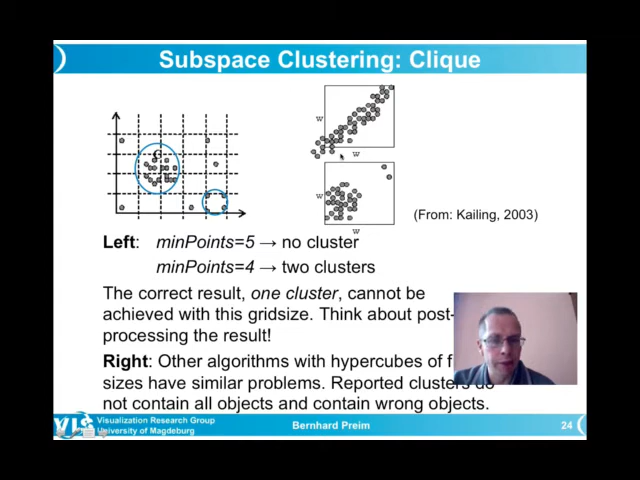 Subspace Clustering: Clique
C
w
w
w
w
(From: Kailing, 2003)
Left: minPoints=5 → no cluster
minPoints=4 → two clusters
The correct result, one cluster, cannot be
achieved with this gridsize. Think about post-
processing the result!
Right: Other algorithms with hypercubes of f
sizes have similar problems. Reported clusters do
not contain all objects and contain wrong objects.
VIS
Visualization Research Group
University of Magdeburg
Bernhard Preim
24